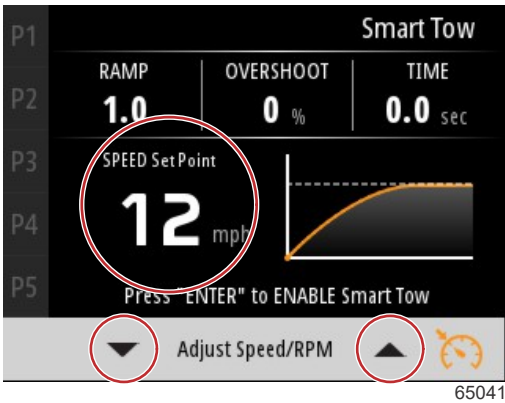 Smart Tow
P1
P2
P3
P4
P5
RAMP OVERSHOOT TIME
1.0 0 % 0.0 sec
SPEED Set Point
12 mph
Press "ENTER" to ENABLE Smart Tow
Adjust Speed/RPM
65041